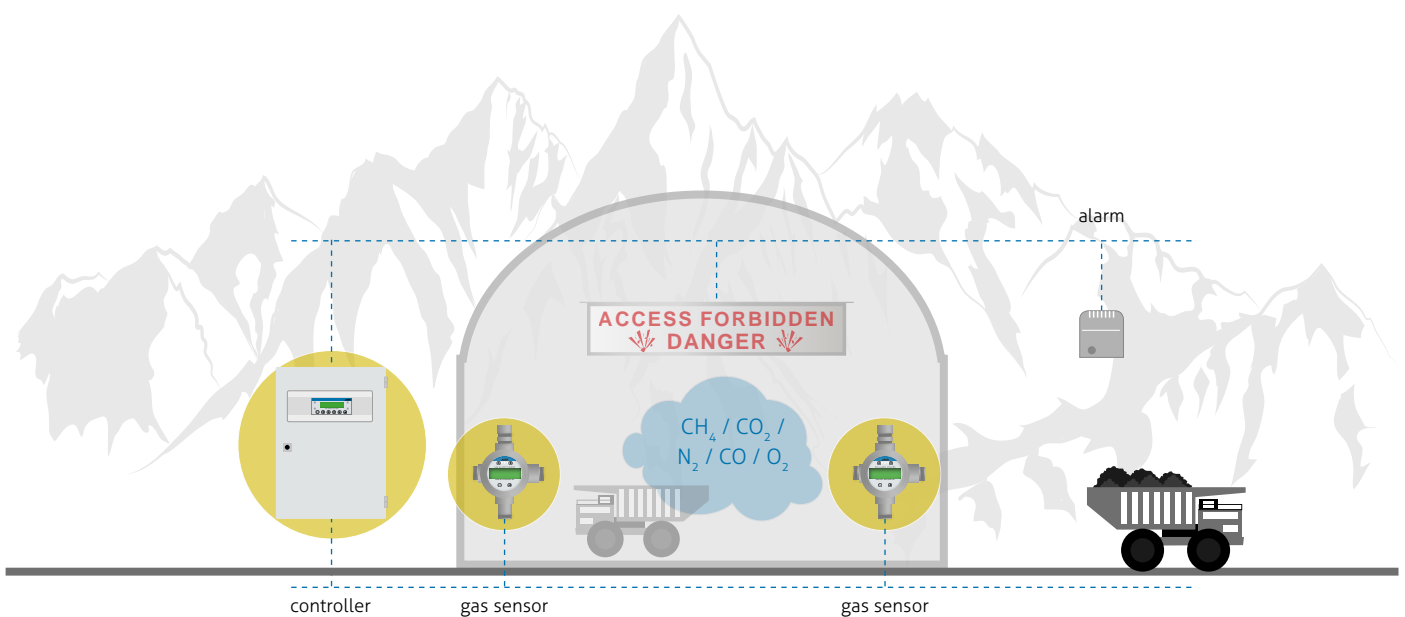 alarm
ACCESS FORBIDDEN
DANGER
CH₄ / CO₂ /
N₂ / CO / O₂
controller
gas sensor
gas sensor